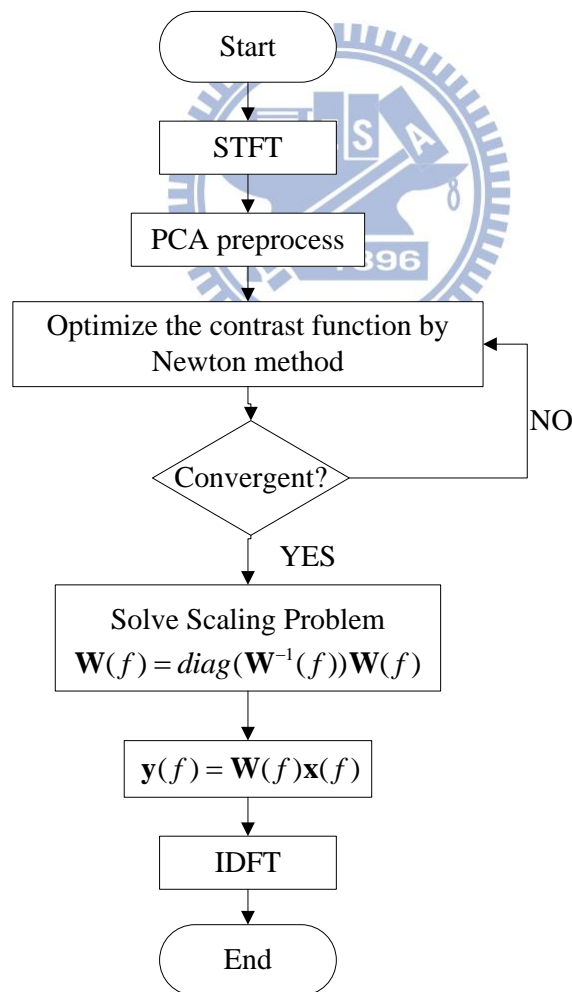 Start
STFT
S
A
PCA preprocess
1896
Optimize the contrast function by
Newton method
NO
Convergent?
YES
Solve Scaling Problem
W(f) = diag(W⁻¹(f))W(f)
y(f) = W(f)x(f)
IDFT
End